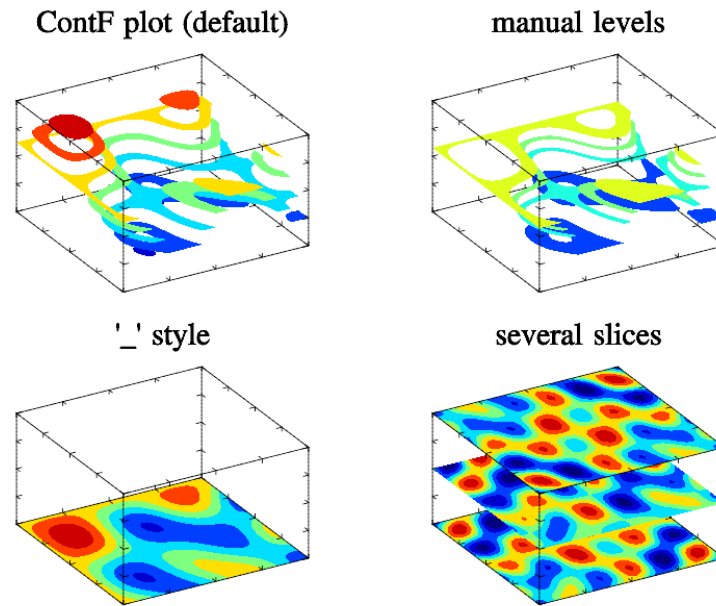 ContF plot (default)
manual levels
'_' style
several slices